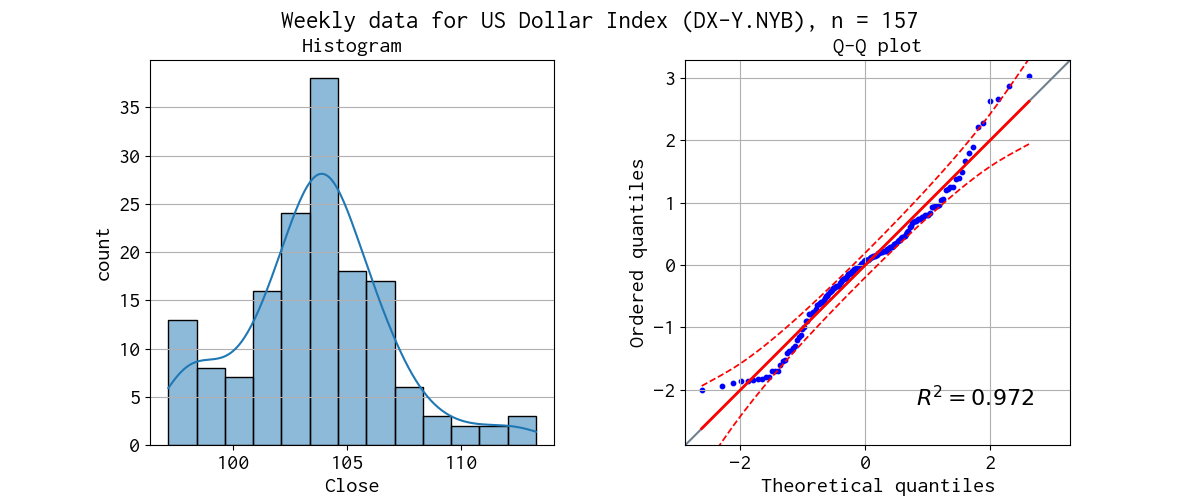 Weekly data for US Dollar Index (DX-Y.NYB), n = 157
Histogram
35
30
25
20
15
10
5
0
count
100 105 110
Close
Q-Q plot
3
2
1
0
−1
−2
Ordered quantiles
R² = 0.972
−2 0 2
Theoretical quantiles